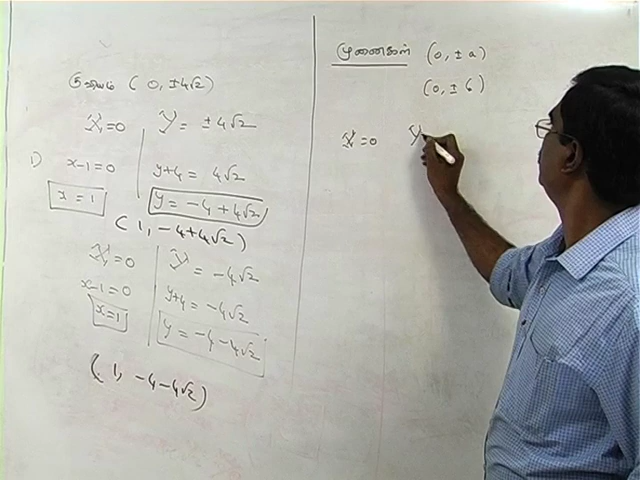 குவியம் ( 0, ±4√2)
X=0 Y = ±4√2
1) x-1=0 y+4 = 4√2
x=1 y = -4+4√2
( 1, -4+4√2 )
X=0 Y = -4√2
x-1=0 y+4 = -4√2
x=1 y = -4-4√2
( 1, -4-4√2 )
முனைகள் (0, ±a)
(0, ±6)
X=0 Y